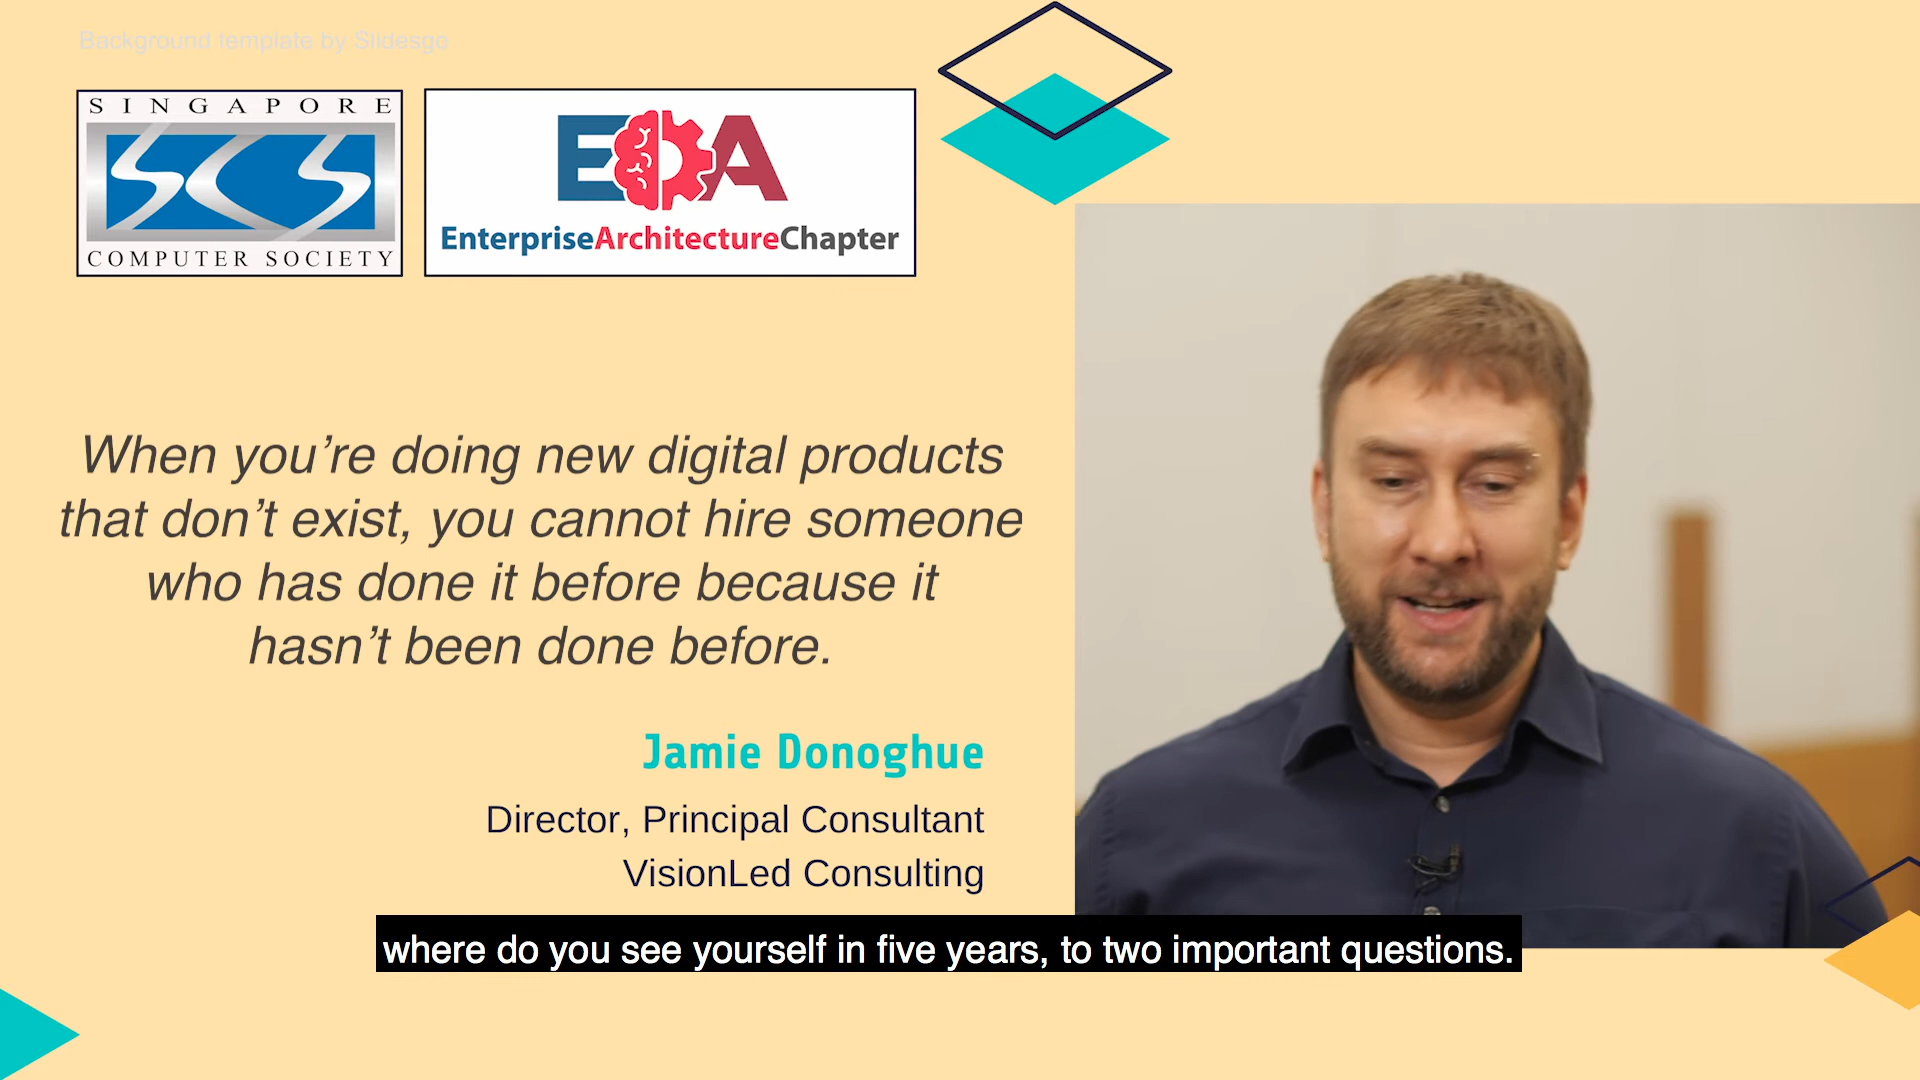 Background template by Slidesgo
SINGAPORE
SCS
COMPUTER SOCIETY
EA
EnterpriseArchitectureChapter
When you’re doing new digital products
that don’t exist, you cannot hire someone
who has done it before because it
hasn’t been done before.
Jamie Donoghue
Director, Principal Consultant
VisionLed Consulting
where do you see yourself in five years, to two important questions.